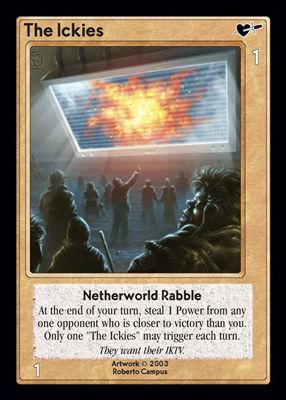 The Ickies
1
Netherworld Rabble
At the end of your turn, steal 1 Power from any
one opponent who is closer to victory than you.
Only one "The Ickies" may trigger each turn.
They want their IKTV.
Artwork © 2003
1
Roberto Campus